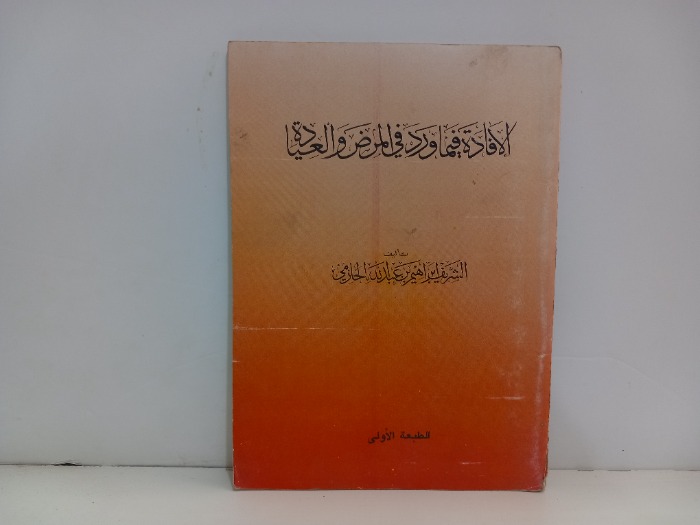 الافادة فيما ورد في المرض والعيادة
تأليف
الشريف ابراهيم بن عبدالله الحازمي
الطبعة الأولى